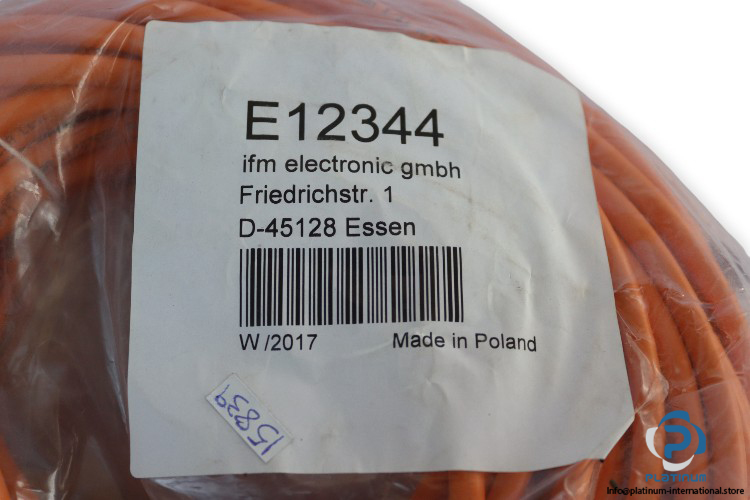 E12344
ifm electronic gmbh
Friedrichstr. 1
D-45128 Essen
W/2017 Made in Poland
15839
PLATINUM
info@platinum-international.store